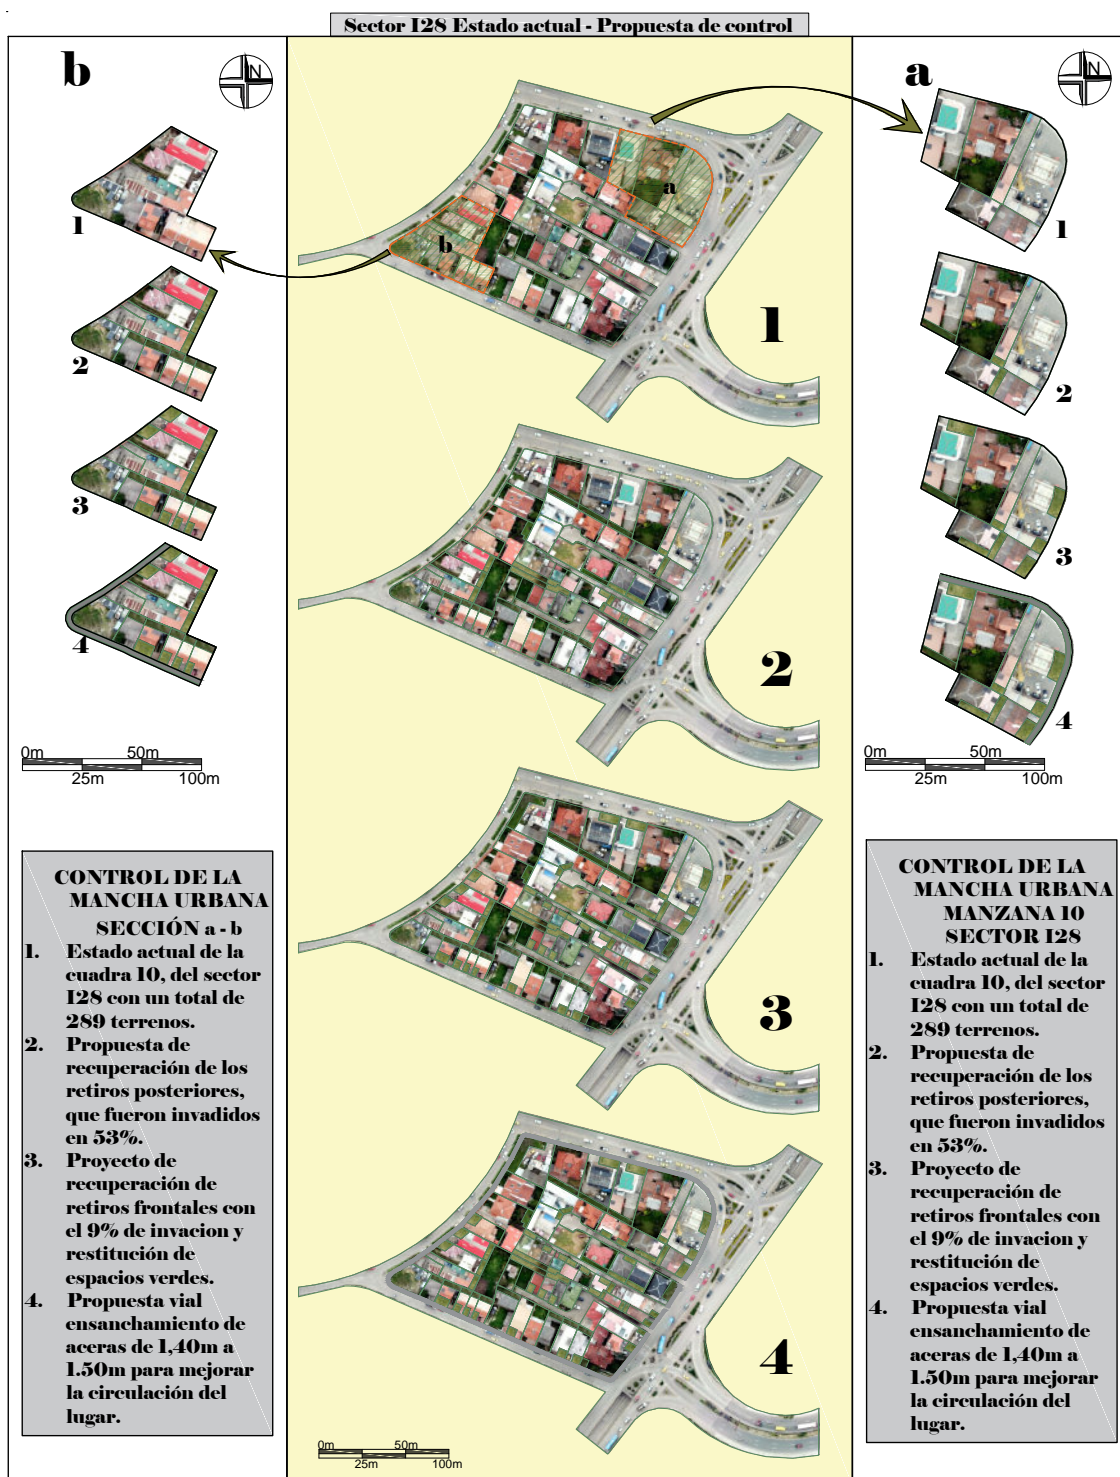 Sector I28 Estado actual - Propuesta de control
b
N
1
2
3
4
0m 50m
25m 100m
CONTROL DE LA
MANCHA URBANA
SECCIÓN a - b
1. Estado actual de la
cuadra 10, del sector
I28 con un total de
289 terrenos.
2. Propuesta de
recuperación de los
retiros posteriores,
que fueron invadidos
en 53%.
3. Proyecto de
recuperación de
retiros frontales con
el 9% de invacion y
restitución de
espacios verdes.
4. Propuesta vial
ensanchamiento de
aceras de 1,40m a
1.50m para mejorar
la circulación del
lugar.
a
b
1
2
3
4
0m 50m
25m 100m
a
N
1
2
3
4
0m 50m
25m 100m
CONTROL DE LA
MANCHA URBANA
MANZANA 10
SECTOR I28
1. Estado actual de la
cuadra 10, del sector
I28 con un total de
289 terrenos.
2. Propuesta de
recuperación de los
retiros posteriores,
que fueron invadidos
en 53%.
3. Proyecto de
recuperación de
retiros frontales con
el 9% de invacion y
restitución de
espacios verdes.
4. Propuesta vial
ensanchamiento de
aceras de 1,40m a
1.50m para mejorar
la circulación del
lugar.